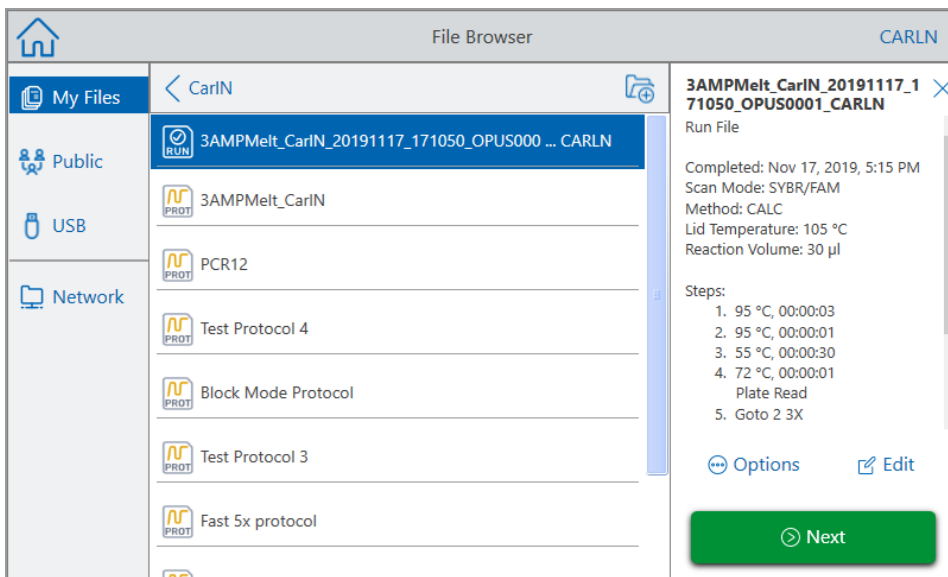 File Browser
CARLN
My Files
Public
USB
Network
CarlN
RUN
3AMPMelt_CarlN_20191117_171050_OPUS000 ... CARLN
PROT
3AMPMelt_CarlN
PROT
PCR12
PROT
Test Protocol 4
PROT
Block Mode Protocol
PROT
Test Protocol 3
PROT
Fast 5x protocol
3AMPMelt_CarlN_20191117_1
71050_OPUS0001_CARLN
Run File
Completed: Nov 17, 2019, 5:15 PM
Scan Mode: SYBR/FAM
Method: CALC
Lid Temperature: 105 °C
Reaction Volume: 30 µl
Steps:
1. 95 °C, 00:00:03
2. 95 °C, 00:00:01
3. 55 °C, 00:00:30
4. 72 °C, 00:00:01
Plate Read
5. Goto 2 3X
Options
Edit
Next